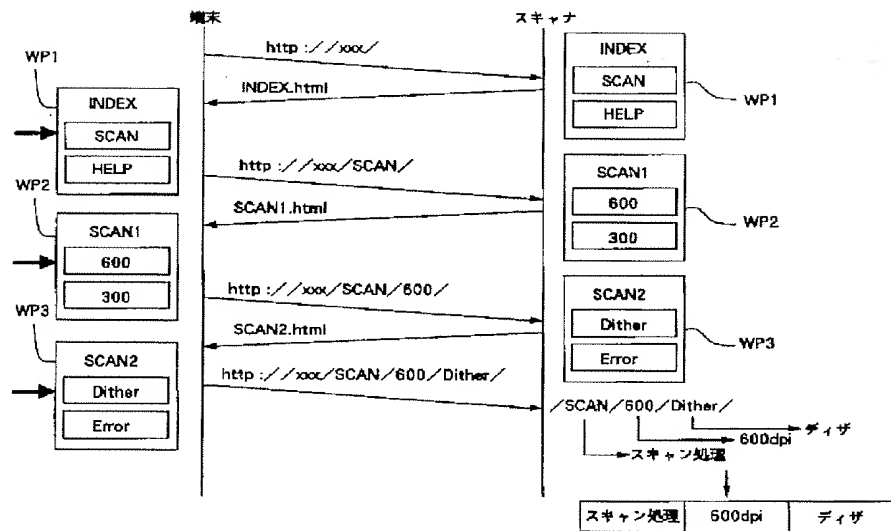 端末
スキャナ
WP1
INDEX
SCAN
HELP
WP2
SCAN1
600
300
WP3
SCAN2
Dither
Error
http://xxx/
INDEX.html
http://xxx/SCAN/
SCAN1.html
http://xxx/SCAN/600/
SCAN2.html
http://xxx/SCAN/600/Dither/
INDEX
SCAN
HELP
WP1
SCAN1
600
300
WP2
SCAN2
Dither
Error
WP3
/SCAN/600/Dither/
ディザ
600dpi
スキャン処理
スキャン処理 600dpi ディザ